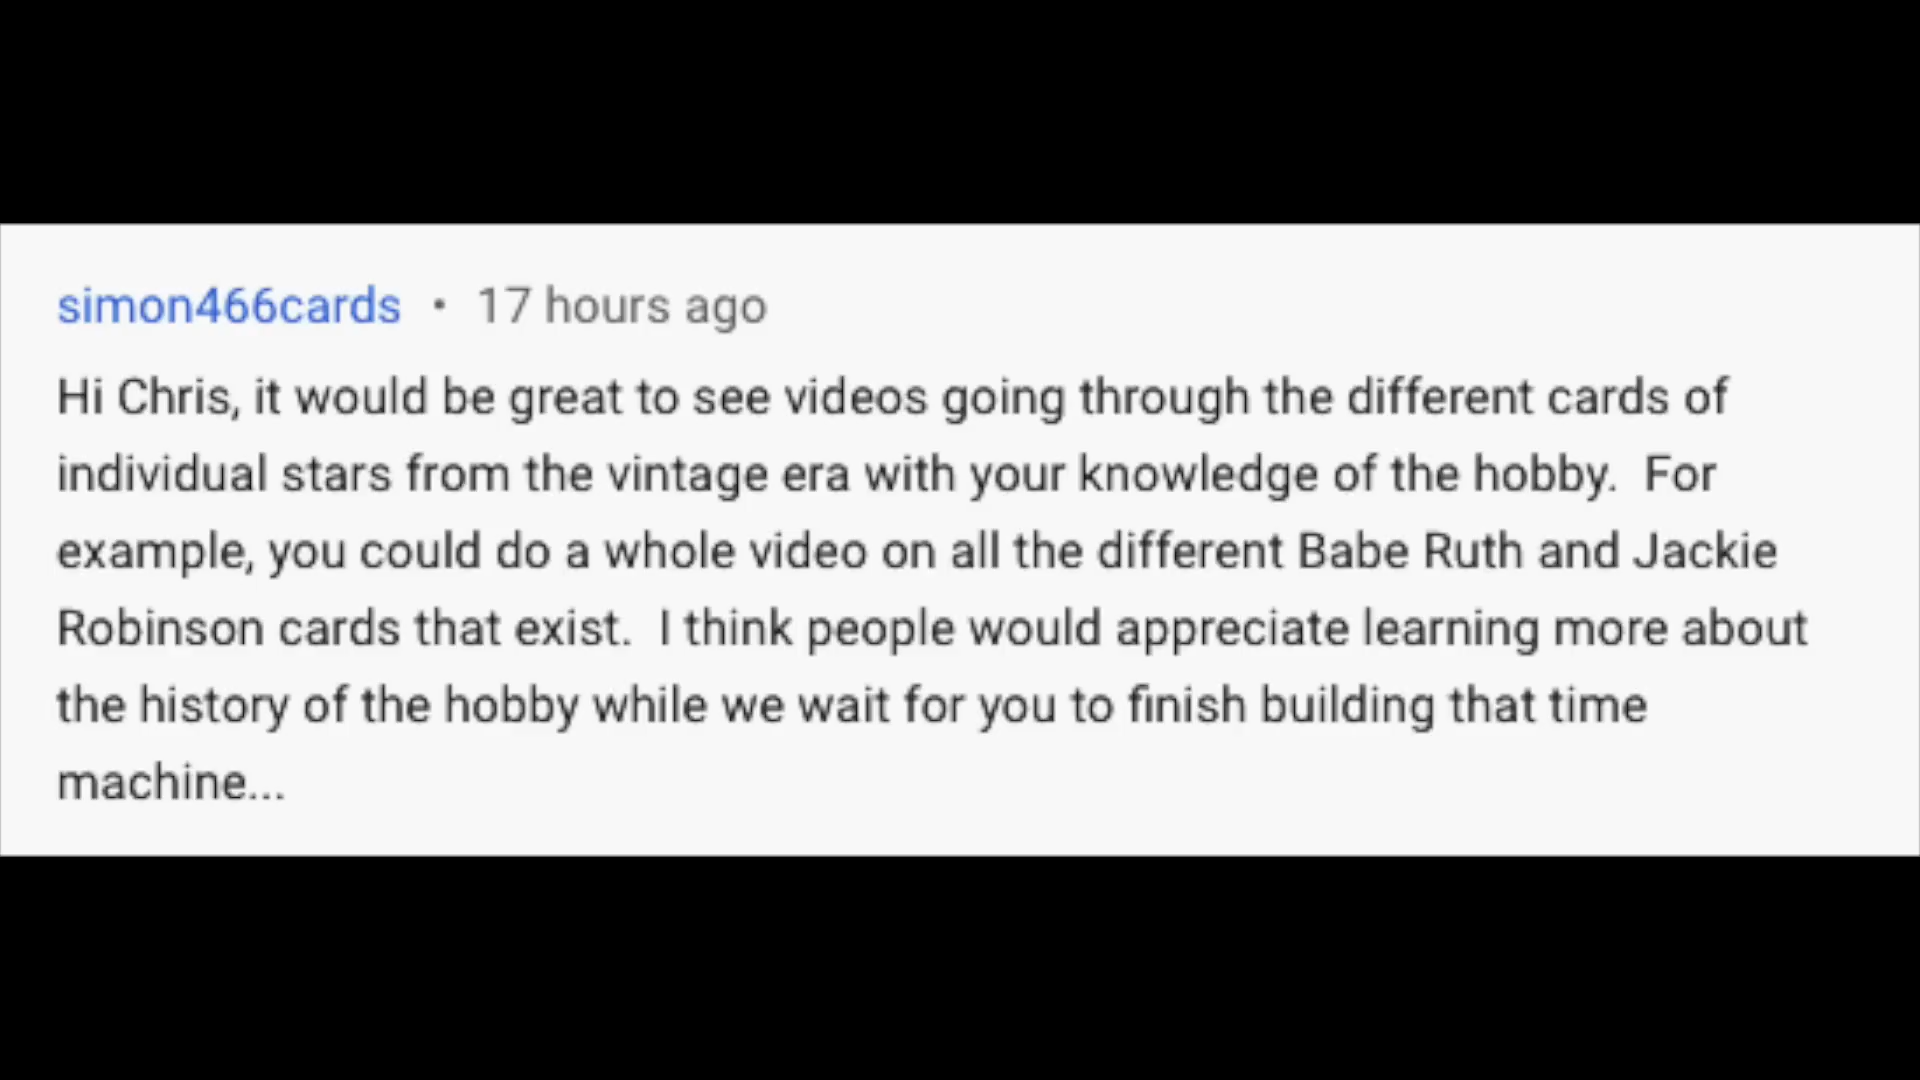 simon466cards • 17 hours ago
Hi Chris, it would be great to see videos going through the different cards of
individual stars from the vintage era with your knowledge of the hobby.  For
example, you could do a whole video on all the different Babe Ruth and Jackie
Robinson cards that exist.  I think people would appreciate learning more about
the history of the hobby while we wait for you to finish building that time
machine...